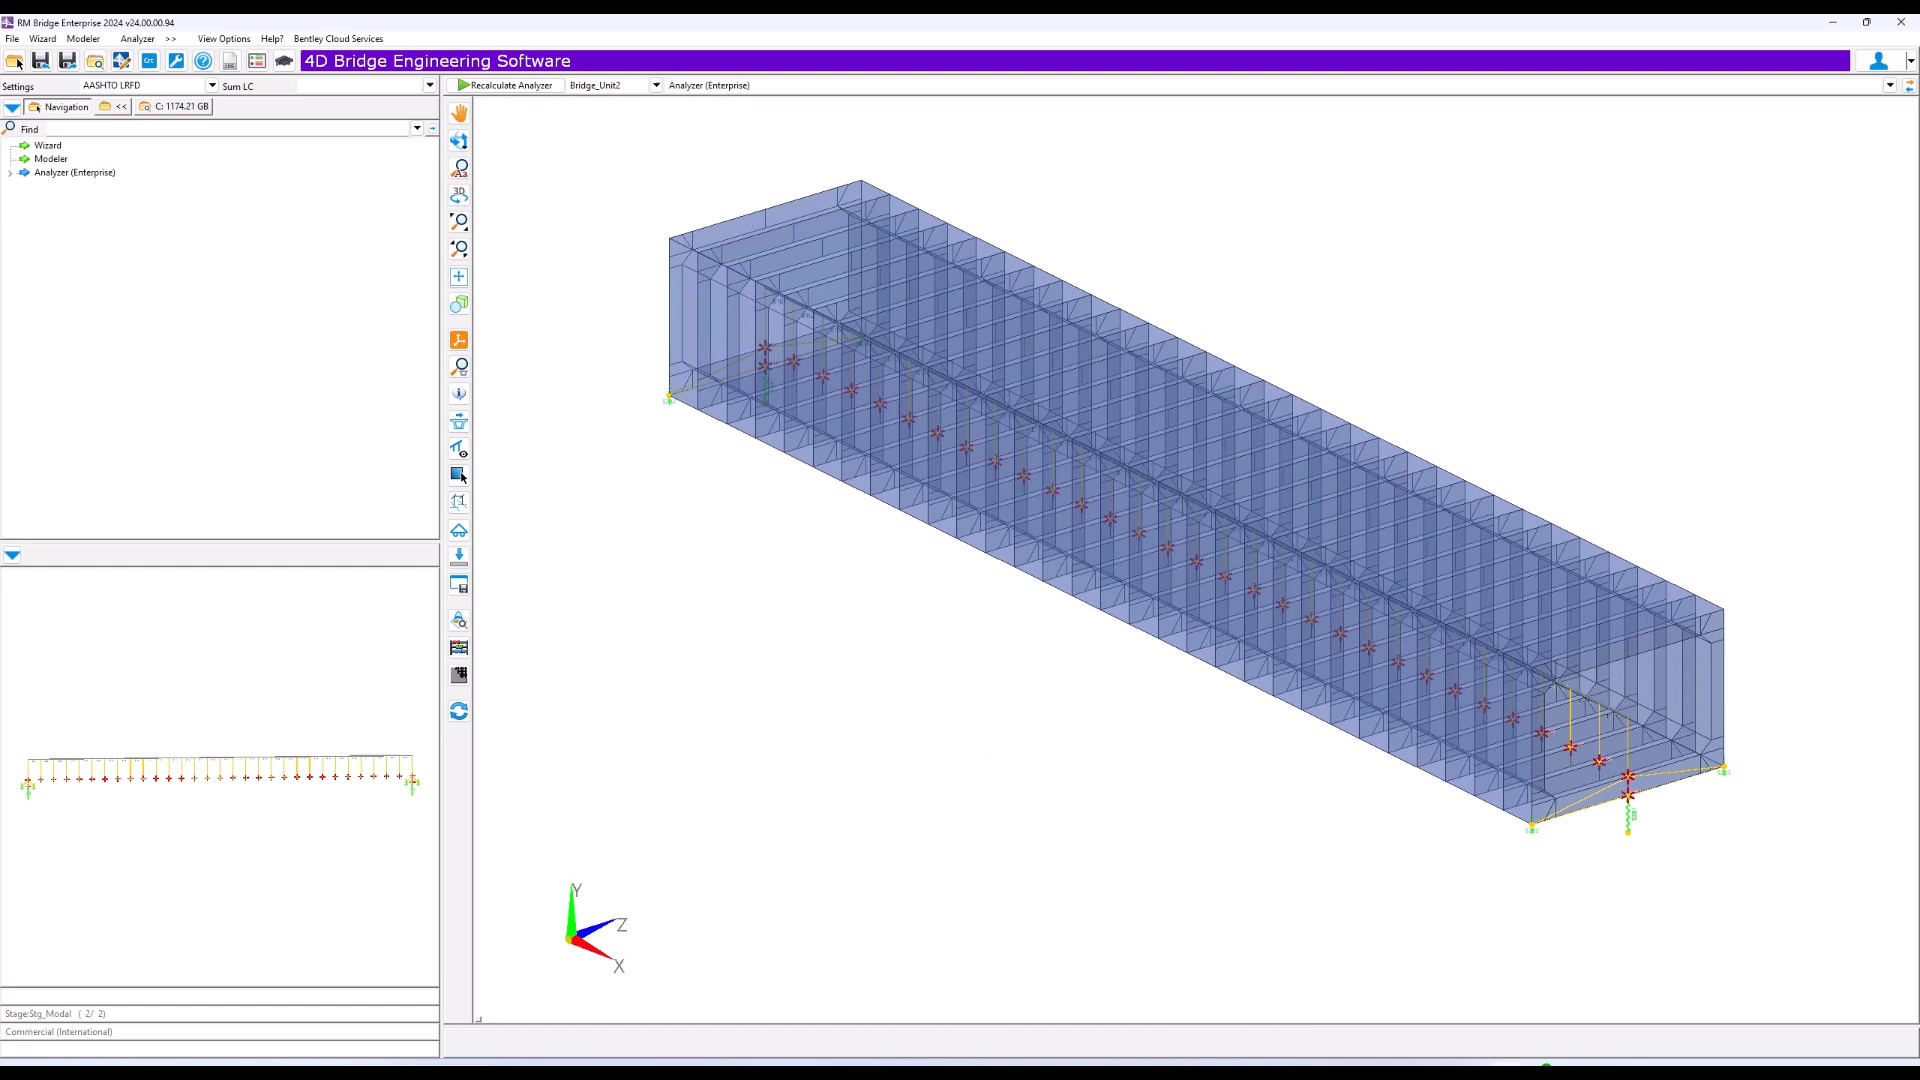 RM Bridge Enterprise 2024 v24.00.00.94
File Wizard Modeler Analyzer >> View Options Help? Bentley Cloud Services
4D Bridge Engineering Software
Settings AASHTO LRFD Sum LC
Recalculate Analyzer Bridge_Unit2 Analyzer (Enterprise)
Navigation << C: 1174.21 GB
Find
Wizard
Modeler
Analyzer (Enterprise)
3D
Y
Z
X
Stage:Stg_Modal ( 2/ 2)
Commercial (International)